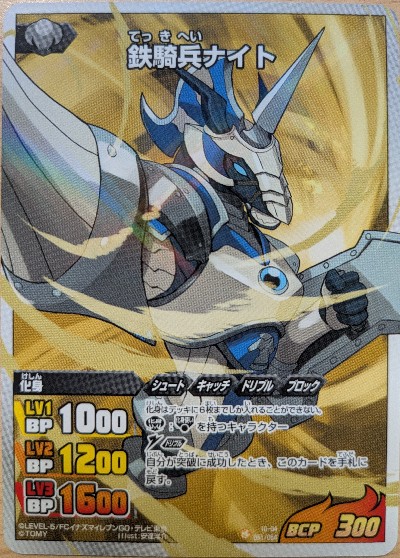 てっきへい
鉄騎兵ナイト
けしん
化身
シュート キャッチ ドリブル ブロック
LV1 BP 1000
LV2 BP 1200
LV3 BP 1600
化身はデッキに6枚までしか入れることができない。
を持つキャラクター
ドリブル
自分が突破に成功したとき、このカードを手札に
戻す。
©LEVEL-5/FCイナズマイレブンGO・テレビ東京
©TOMY
BCP 300